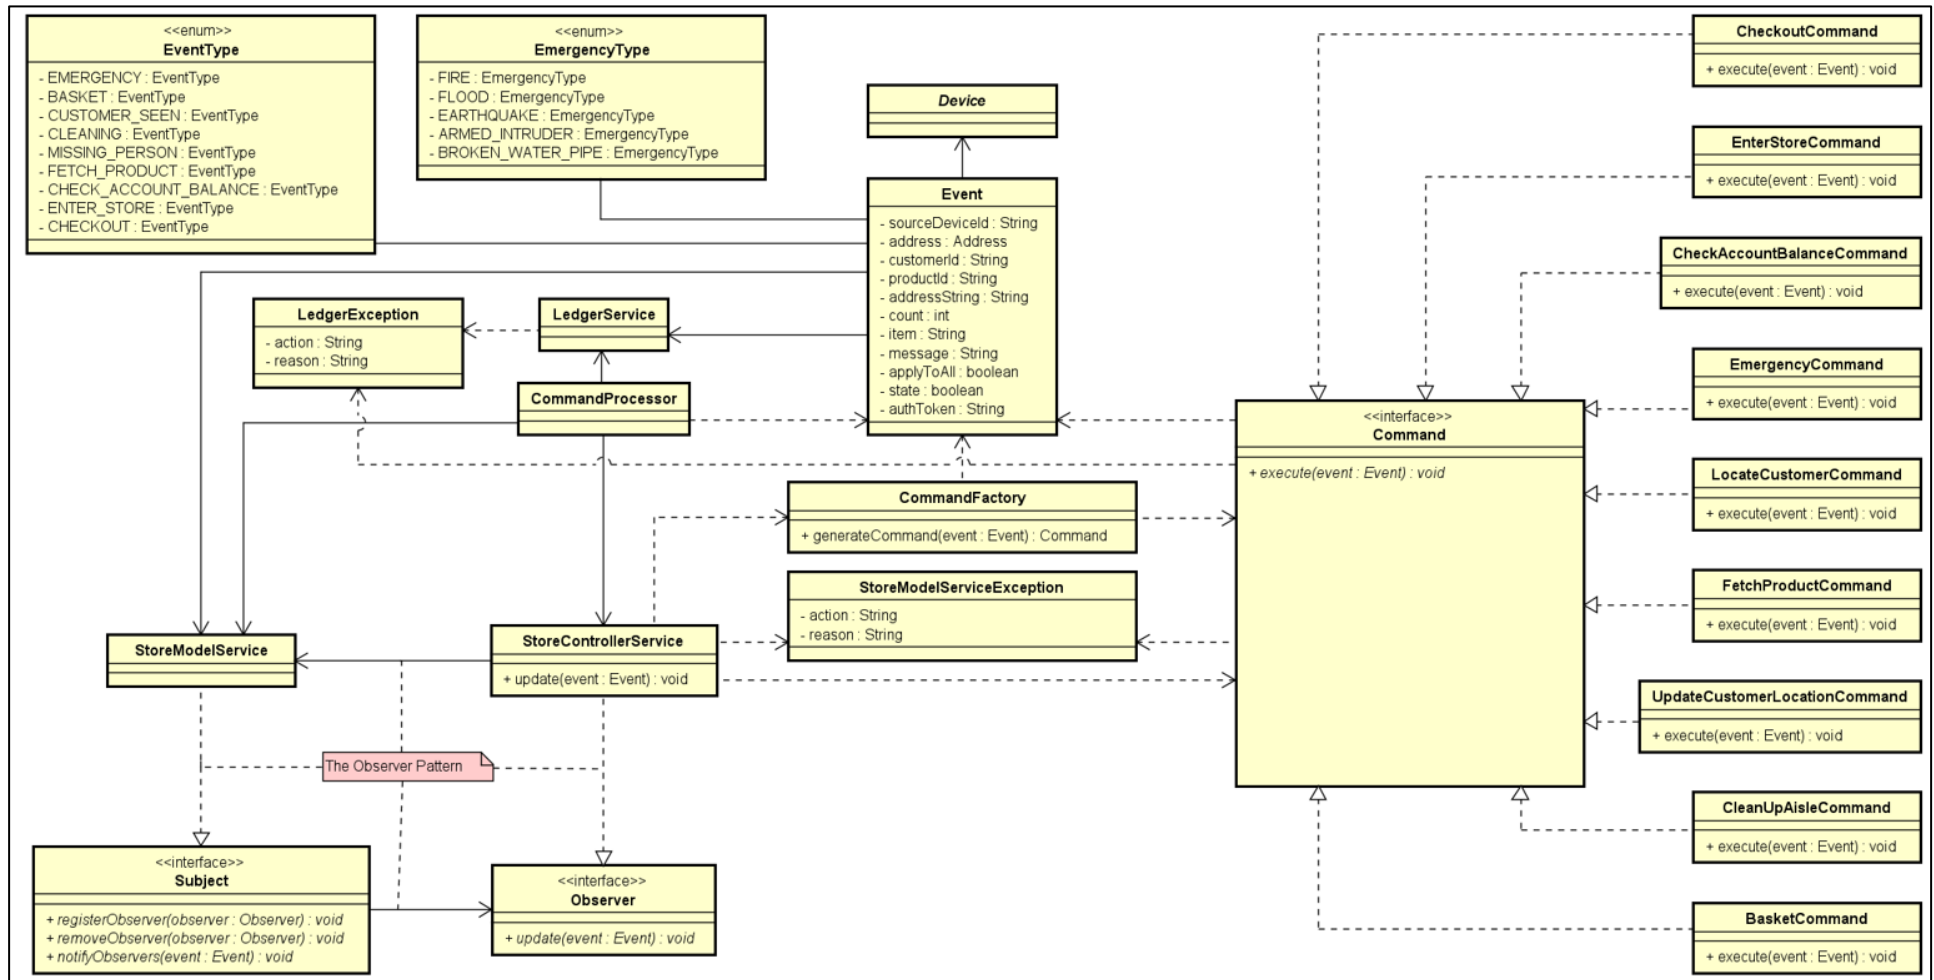 <<enum>>
EventType
- EMERGENCY : EventType
- BASKET : EventType
- CUSTOMER_SEEN : EventType
- CLEANING : EventType
- MISSING_PERSON : EventType
- FETCH_PRODUCT : EventType
- CHECK_ACCOUNT_BALANCE : EventType
- ENTER_STORE : EventType
- CHECKOUT : EventType
<<enum>>
EmergencyType
- FIRE : EmergencyType
- FLOOD : EmergencyType
- EARTHQUAKE : EmergencyType
- ARMED_INTRUDER : EmergencyType
- BROKEN_WATER_PIPE : EmergencyType
Device
Event
- sourceDeviceId : String
- address : Address
- customerId : String
- productId : String
- addressString : String
- count : int
- item : String
- message : String
- applyToAll : boolean
- state : boolean
- authToken : String
LedgerException
- action : String
- reason : String
LedgerService
CommandProcessor
CommandFactory
+ generateCommand(event : Event) : Command
StoreModelServiceException
- action : String
- reason : String
StoreModelService
StoreControllerService
+ update(event : Event) : void
The Observer Pattern
<<interface>>
Subject
+ registerObserver(observer : Observer) : void
+ removeObserver(observer : Observer) : void
+ notifyObservers(event : Event) : void
<<interface>>
Observer
+ update(event : Event) : void
<<interface>>
Command
+ execute(event : Event) : void
CheckoutCommand
+ execute(event : Event) : void
EnterStoreCommand
+ execute(event : Event) : void
CheckAccountBalanceCommand
+ execute(event : Event) : void
EmergencyCommand
+ execute(event : Event) : void
LocateCustomerCommand
+ execute(event : Event) : void
FetchProductCommand
+ execute(event : Event) : void
UpdateCustomerLocationCommand
+ execute(event : Event) : void
CleanUpAisleCommand
+ execute(event : Event) : void
BasketCommand
+ execute(event : Event) : void